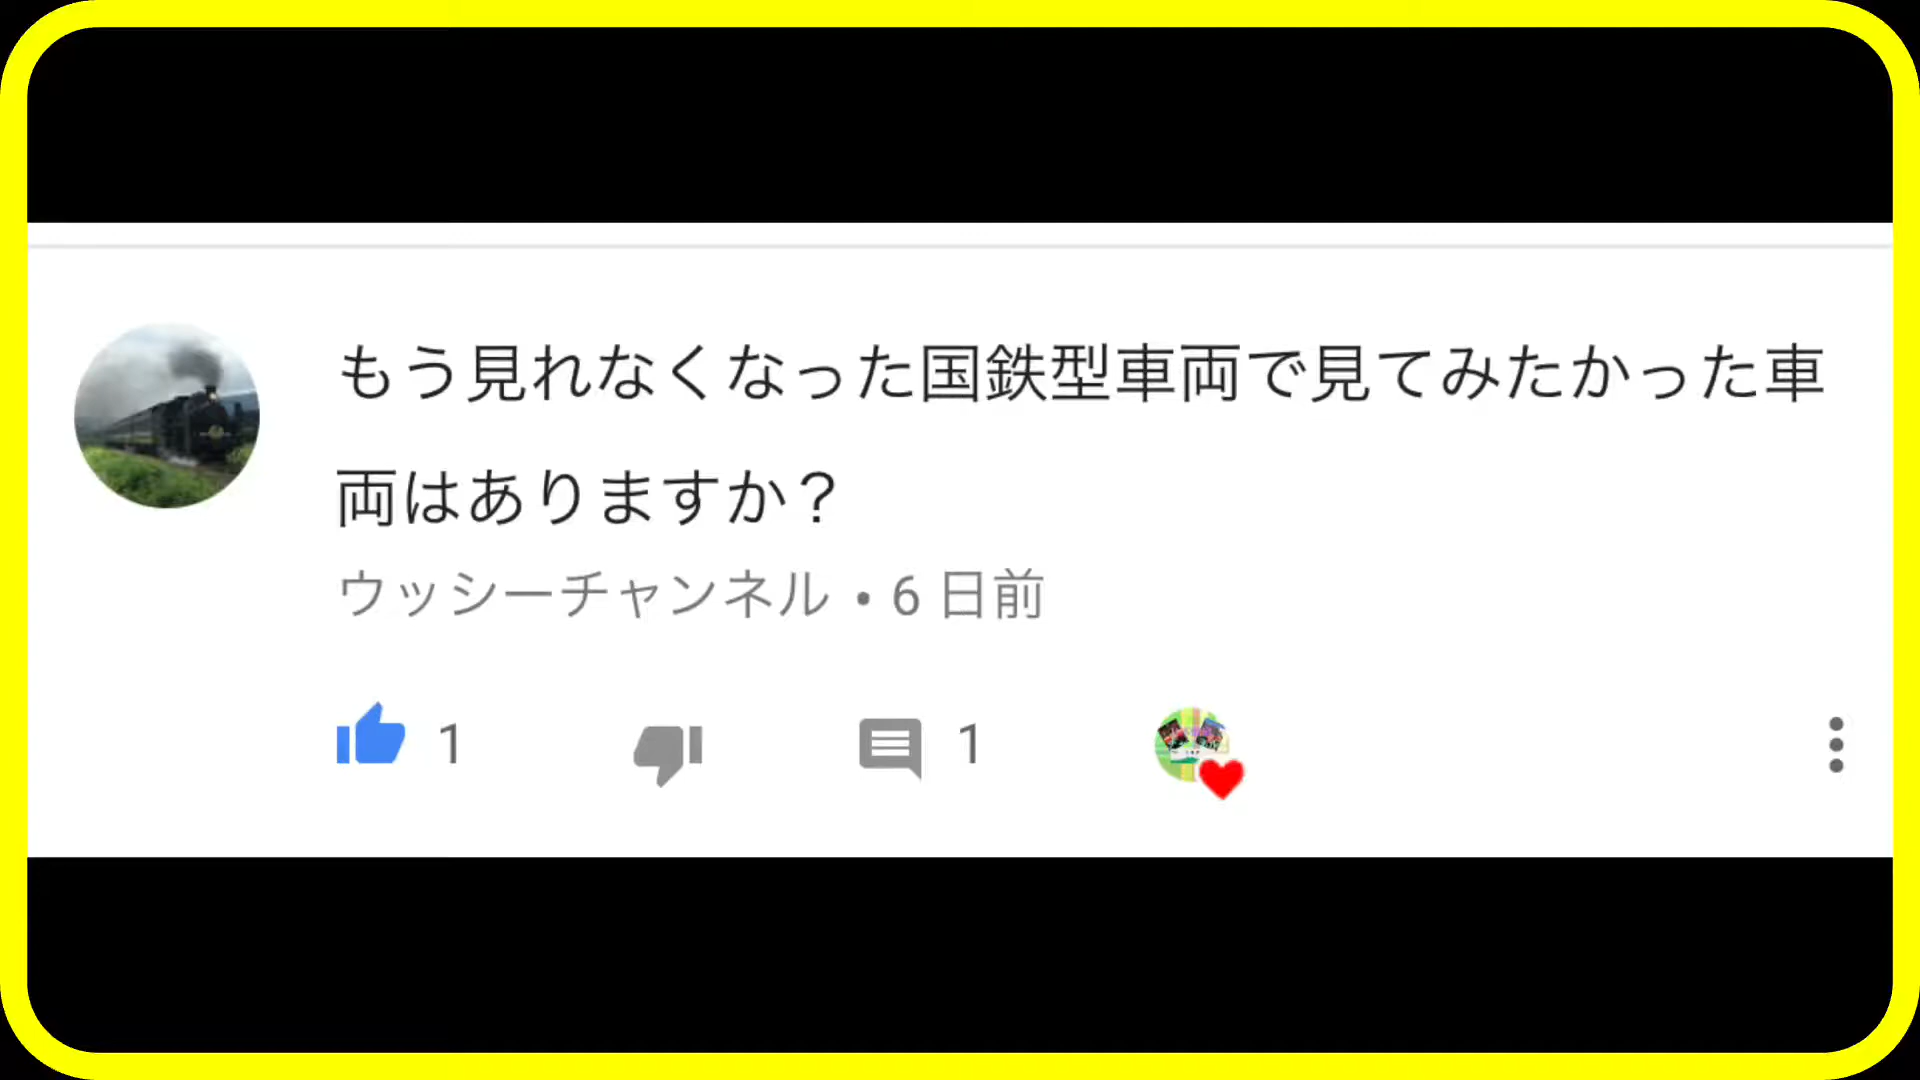 もう見れなくなった国鉄型車両で見てみたかった車
両はありますか？
ウッシーチャンネル • 6 日前
1
1